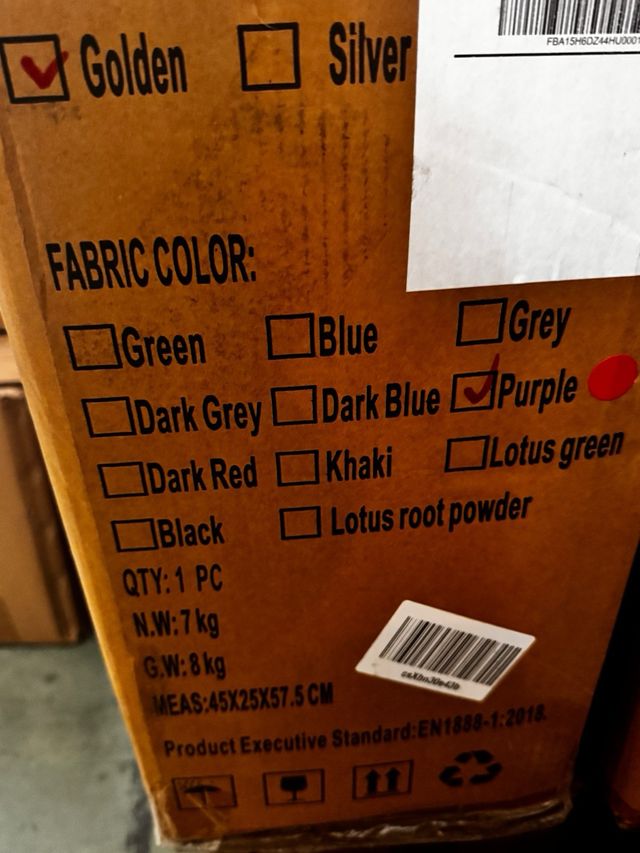 FBA15H6DZ44HU0001
Golden Silver
FABRIC COLOR:
Green Blue Grey
Dark Grey Dark Blue Purple
Dark Red Khaki Lotus green
Black Lotus root powder
QTY: 1 PC
N.W: 7 kg
G.W: 8 kg
MEAS:45X25X57.5 CM
Product Executive Standard:EN1888-1:2018.